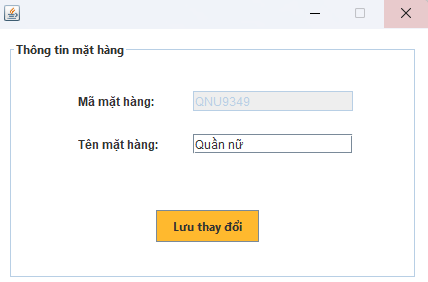 Thông tin mặt hàng
Mã mặt hàng: QNU9349
Tên mặt hàng: Quần nữ
Lưu thay đổi